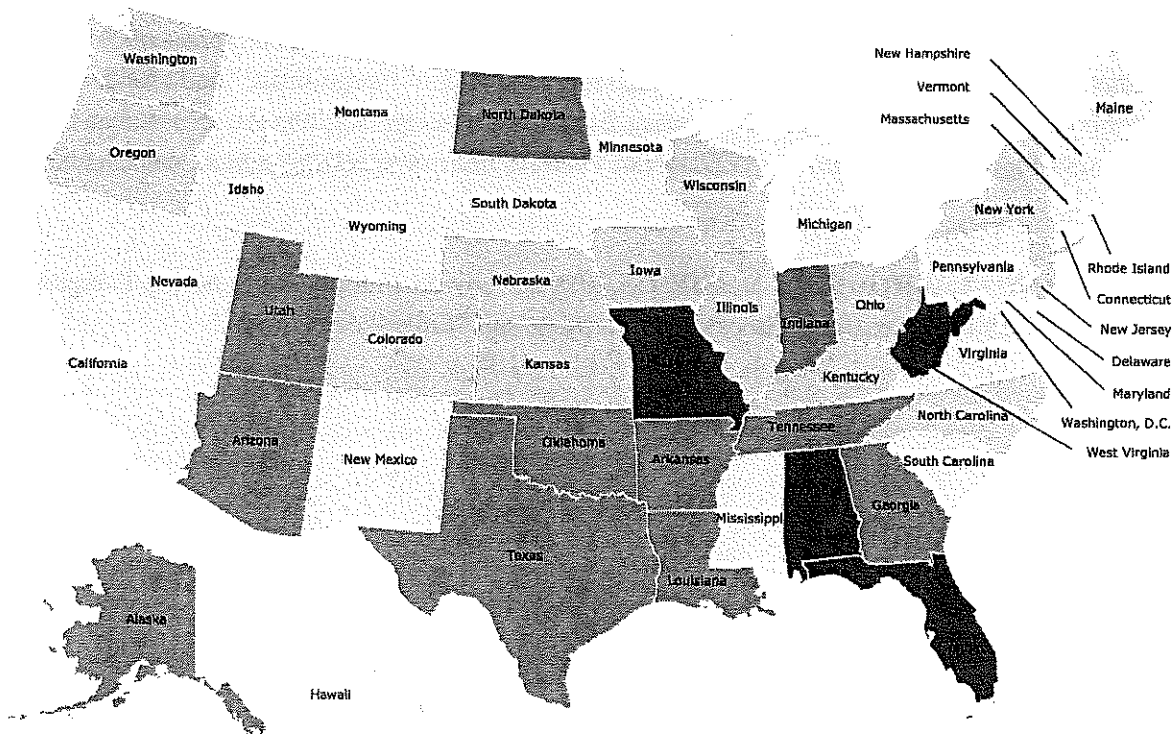 Washington
Montana
North Dakota
Minnesota
Oregon
Idaho
Wyoming
South Dakota
Wisconsin
Michigan
New York
Maine
New Hampshire
Vermont
Massachusetts
Nevada
Utah
Nebraska
Iowa
Illinois
Indiana
Ohio
Pennsylvania
Rhode Island
Connecticut
New Jersey
Delaware
Maryland
Washington, D.C.
West Virginia
California
Colorado
Kansas
Kentucky
Virginia
Arizona
New Mexico
Oklahoma
Arkansas
Tennessee
North Carolina
South Carolina
Texas
Louisiana
Mississippi
Georgia
Alaska
Hawaii